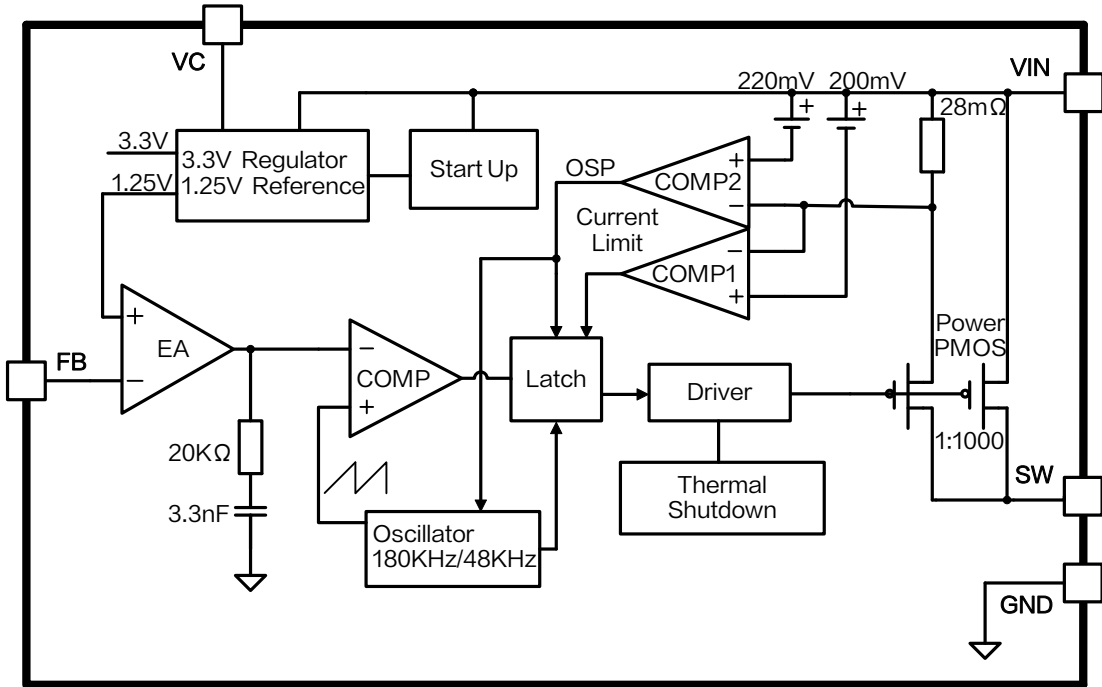 VC
220mV
200mV
VIN
+
+
28mΩ
3.3V
1.25V
3.3V Regulator
1.25V Reference
Start Up
OSP
+
COMP2
−
Current
Limit
−
COMP1
+
+
EA
−
FB
−
COMP
+
Latch
Driver
Power
PMOS
1:1000
20KΩ
3.3nF
Thermal
Shutdown
SW
Oscillator
180KHz/48KHz
GND